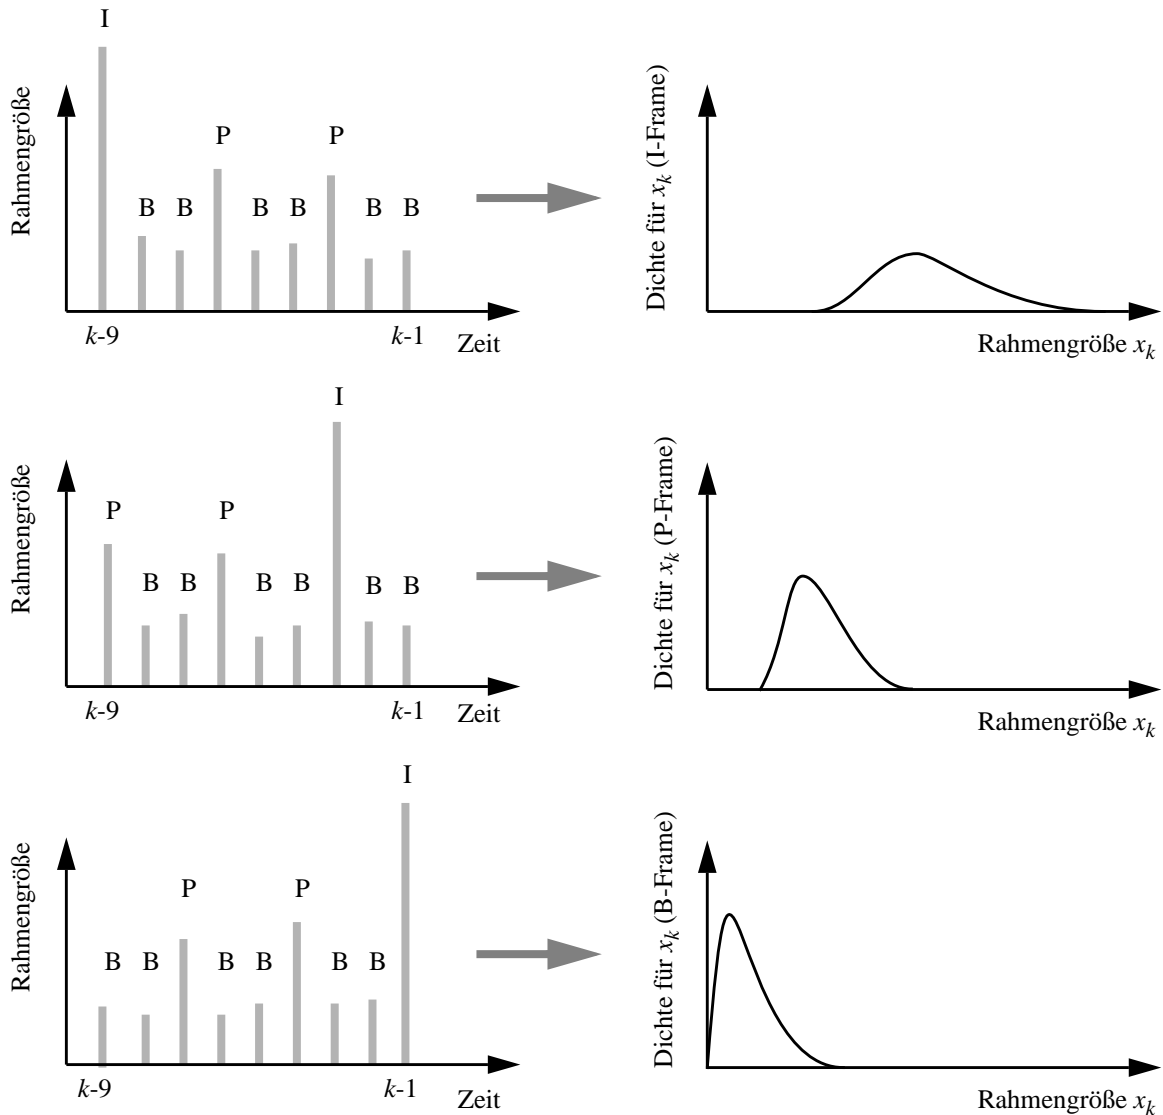 I
P
P
B
B
B
B
B
B
Rahmengröße
k-9
k-1
Zeit
Dichte für x_k (I-Frame)
Rahmengröße x_k
I
P
P
B
B
B
B
B
B
Rahmengröße
k-9
k-1
Zeit
Dichte für x_k (P-Frame)
Rahmengröße x_k
I
P
P
B
B
B
B
B
B
Rahmengröße
k-9
k-1
Zeit
Dichte für x_k (B-Frame)
Rahmengröße x_k